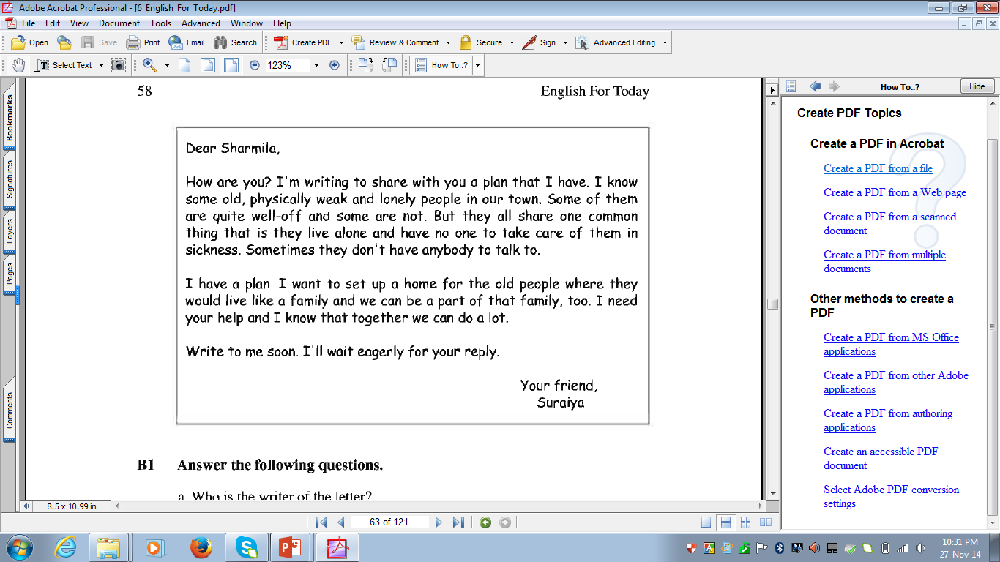 Adobe Acrobat Professional - [6_English_For_Today.pdf]
File Edit View Document Tools Advanced Window Help
Open Save Print Email Search Create PDF Review & Comment Secure Sign Advanced Editing
Select Text 123% How To..?
Bookmarks
Signatures
Layers
Pages
Comments
58 English For Today
Dear Sharmila,
How are you? I'm writing to share with you a plan that I have. I know
some old, physically weak and lonely people in our town. Some of them
are quite well-off and some are not. But they all share one common
thing that is they live alone and have no one to take care of them in
sickness. Sometimes they don't have anybody to talk to.
I have a plan. I want to set up a home for the old people where they
would live like a family and we can be a part of that family, too. I need
your help and I know that together we can do a lot.
Write to me soon. I'll wait eagerly for your reply.
Your friend,
Suraiya
B1 Answer the following questions.
a. Who is the writer of the letter?
How To..? Hide
Create PDF Topics
Create a PDF in Acrobat
Create a PDF from a file
Create a PDF from a Web page
Create a PDF from a scanned
document
Create a PDF from multiple
documents
Other methods to create a
PDF
Create a PDF from MS Office
applications
Create a PDF from other Adobe
applications
Create a PDF from authoring
applications
Create an accessible PDF
document
Select Adobe PDF conversion
settings
8.5 x 10.99 in
63 of 121
10:31 PM
27-Nov-14